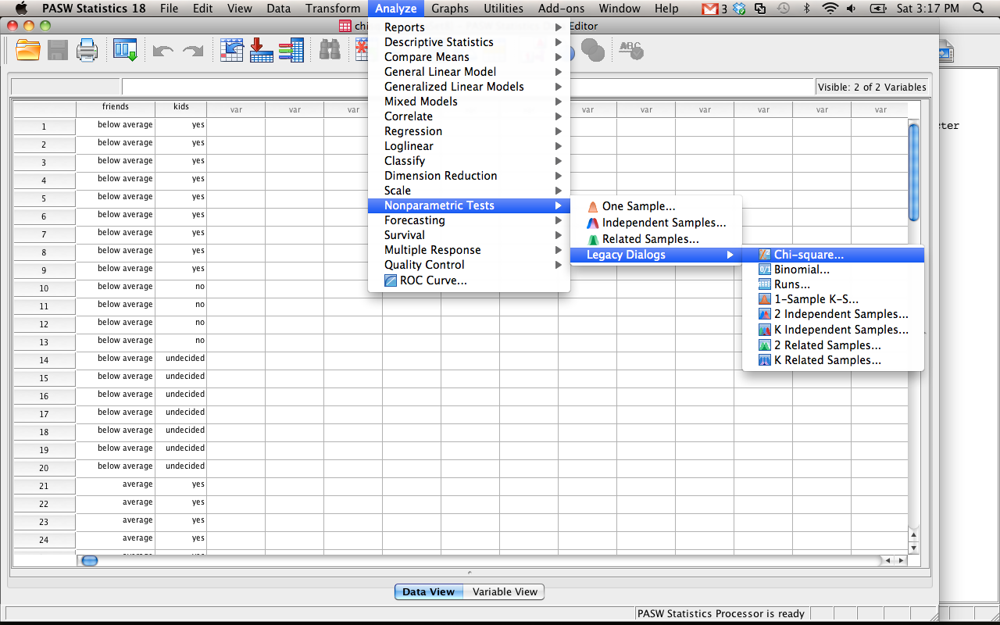 PASW Statistics 18 File Edit View Data Transform Analyze Graphs Utilities Add-ons Window Help 3 Sat 3:17 PM
chi Editor
Reports
Descriptive Statistics
Compare Means
General Linear Model
Generalized Linear Models
Mixed Models
Correlate
Regression
Loglinear
Classify
Dimension Reduction
Scale
Nonparametric Tests
Forecasting
Survival
Multiple Response
Quality Control
ROC Curve...
One Sample...
Independent Samples...
Related Samples...
Legacy Dialogs
Chi-square...
Binomial...
Runs...
1-Sample K-S...
2 Independent Samples...
K Independent Samples...
2 Related Samples...
K Related Samples...
ABC
Visible: 2 of 2 Variables
cter
friends kids var var var var var var var var var
1 below average yes
2 below average yes
3 below average yes
4 below average yes
5 below average yes
6 below average yes
7 below average yes
8 below average yes
9 below average yes
10 below average no
11 below average no
12 below average no
13 below average no
14 below average undecided
15 below average undecided
16 below average undecided
17 below average undecided
18 below average undecided
19 below average undecided
20 below average undecided
21 average yes
22 average yes
23 average yes
24 average yes
Data View Variable View
PASW Statistics Processor is ready